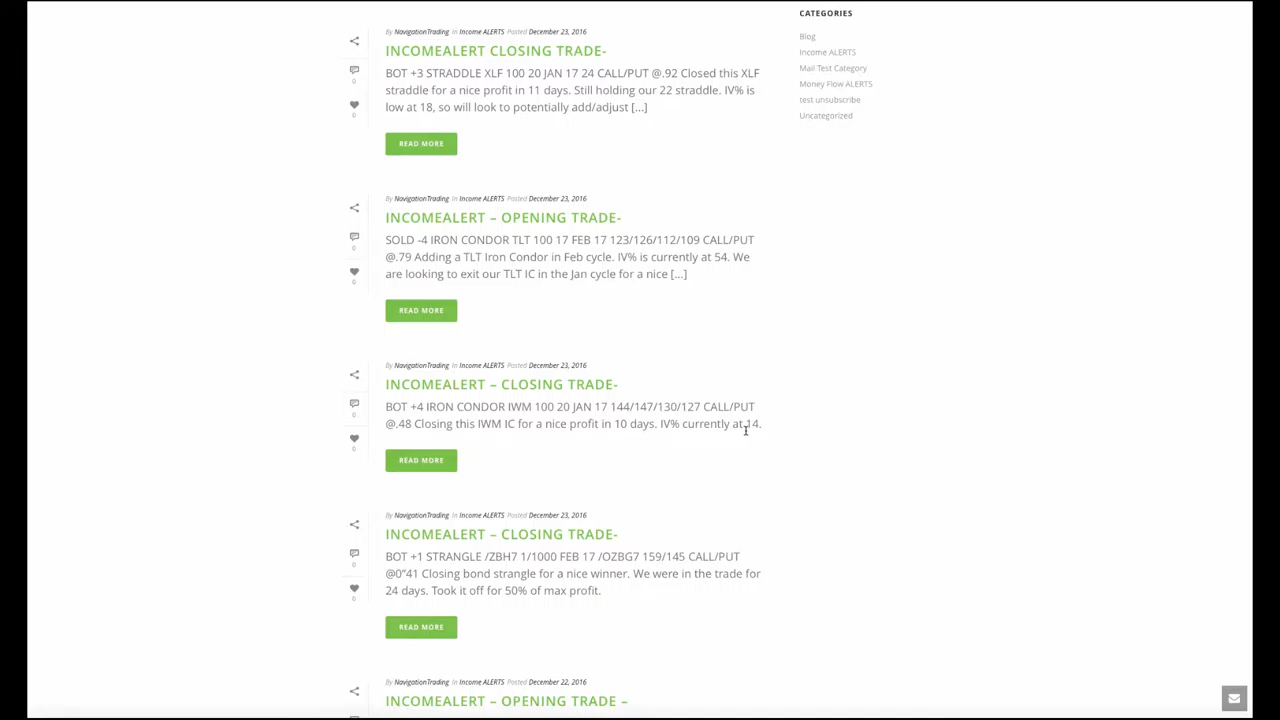 CATEGORIES
Blog
Income ALERTS
Mail Test Category
Money Flow ALERTS
test unsubscribe
Uncategorized
By NavigationTrading In Income ALERTS Posted December 23, 2016
INCOMEALERT CLOSING TRADE-
BOT +3 STRADDLE XLF 100 20 JAN 17 24 CALL/PUT @.92 Closed this XLF
straddle for a nice profit in 11 days. Still holding our 22 straddle. IV% is
low at 18, so will look to potentially add/adjust [...]
0
0
READ MORE
By NavigationTrading In Income ALERTS Posted December 23, 2016
INCOMEALERT – OPENING TRADE-
SOLD -4 IRON CONDOR TLT 100 17 FEB 17 123/126/112/109 CALL/PUT
@.79 Adding a TLT Iron Condor in Feb cycle. IV% is currently at 54. We
are looking to exit our TLT IC in the Jan cycle for a nice [...]
0
0
READ MORE
By NavigationTrading In Income ALERTS Posted December 23, 2016
INCOMEALERT – CLOSING TRADE-
BOT +4 IRON CONDOR IWM 100 20 JAN 17 144/147/130/127 CALL/PUT
@.48 Closing this IWM IC for a nice profit in 10 days. IV% currently at 14.
0
0
READ MORE
By NavigationTrading In Income ALERTS Posted December 23, 2016
INCOMEALERT – CLOSING TRADE-
BOT +1 STRANGLE /ZBH7 1/1000 FEB 17 /OZBG7 159/145 CALL/PUT
@0"41 Closing bond strangle for a nice winner. We were in the trade for
24 days. Took it off for 50% of max profit.
0
0
READ MORE
By NavigationTrading In Income ALERTS Posted December 22, 2016
INCOMEALERT – OPENING TRADE –